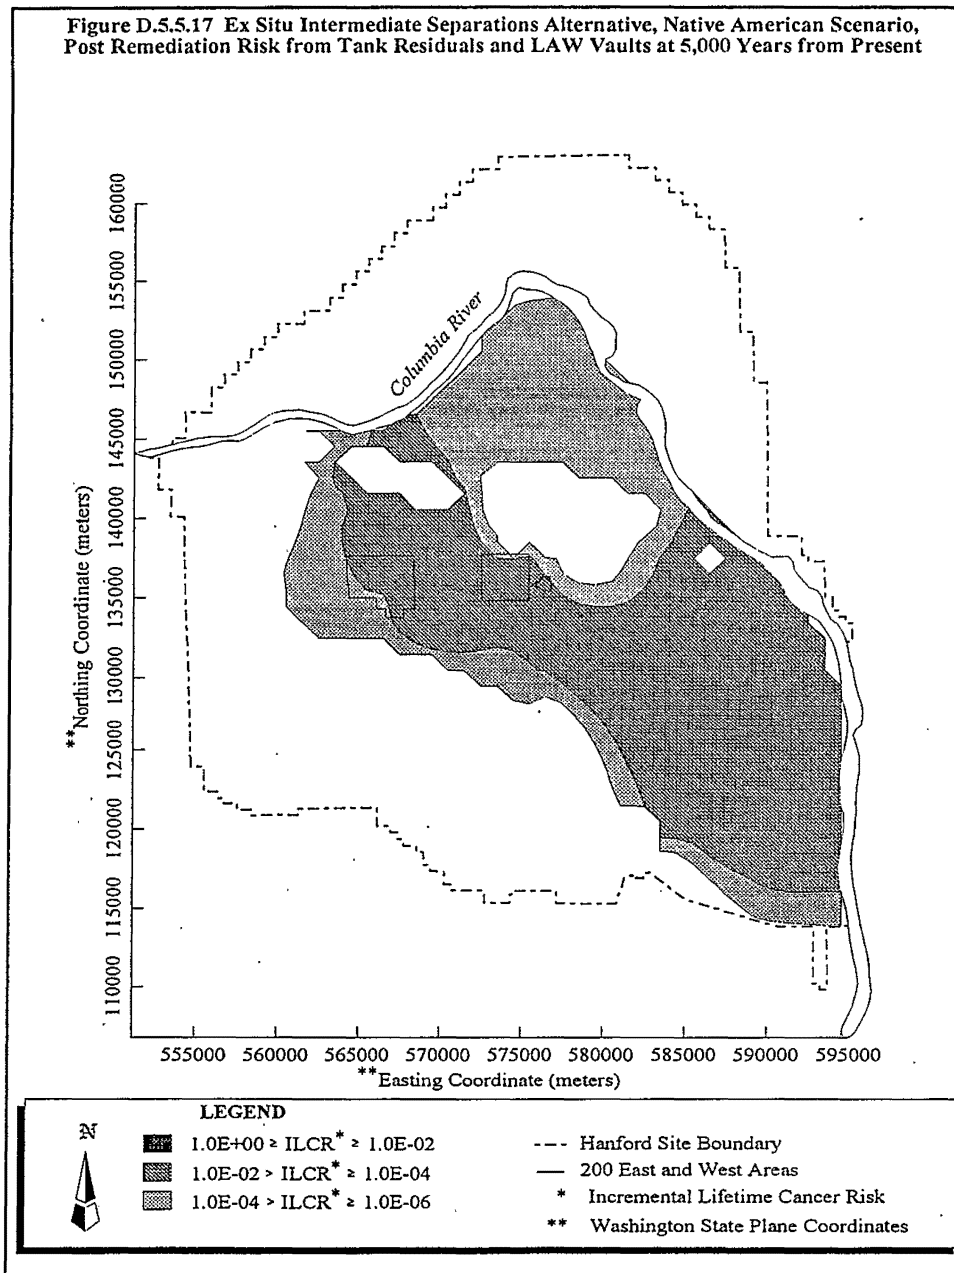 Figure D.5.5.17 Ex Situ Intermediate Separations Alternative, Native American Scenario,
Post Remediation Risk from Tank Residuals and LAW Vaults at 5,000 Years from Present
160000
155000
150000
145000
140000
135000
130000
125000
120000
115000
110000
**Northing Coordinate (meters)
Columbia River
555000 560000 565000 570000 575000 580000 585000 590000 595000
**Easting Coordinate (meters)
LEGEND
N
1.0E+00 ≥ ILCR* ≥ 1.0E-02
1.0E-02 > ILCR* ≥ 1.0E-04
1.0E-04 > ILCR* ≥ 1.0E-06
Hanford Site Boundary
200 East and West Areas
* Incremental Lifetime Cancer Risk
** Washington State Plane Coordinates